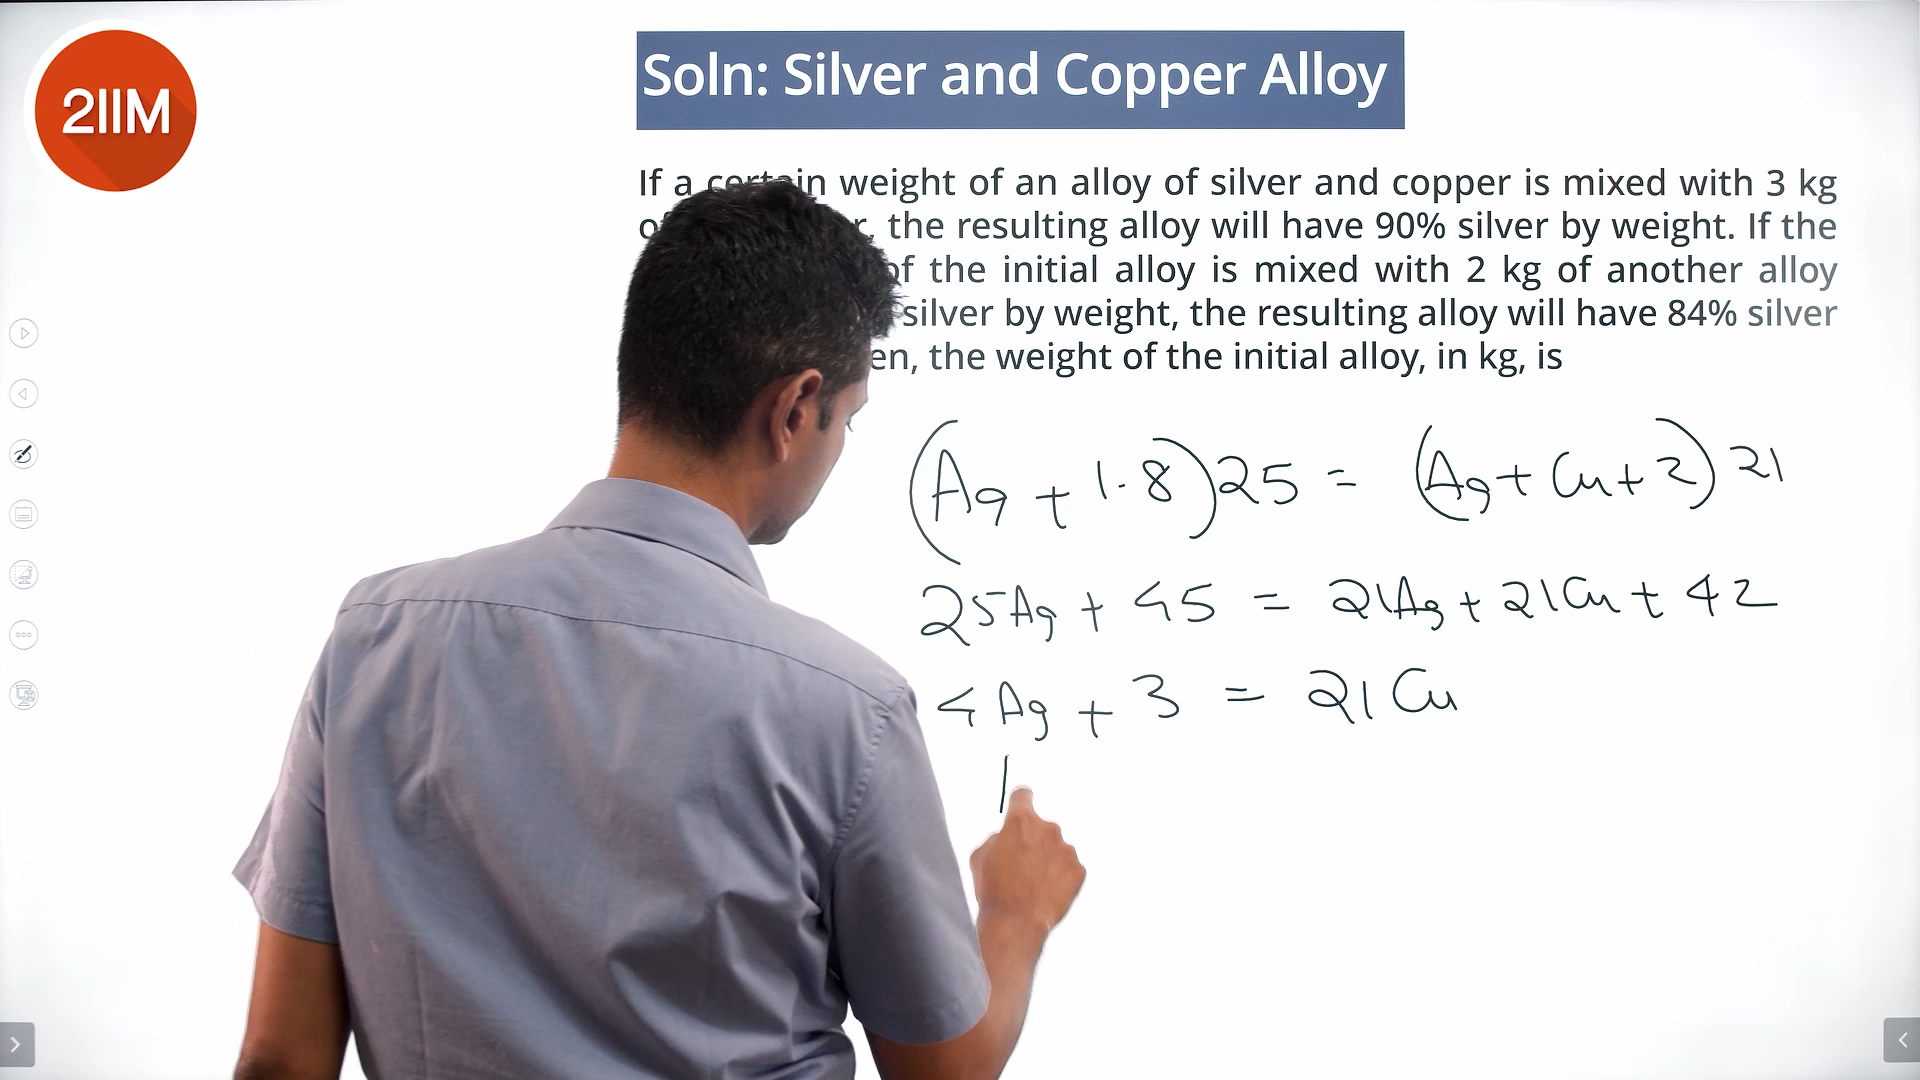 2IIM
Soln: Silver and Copper Alloy
If a certain weight of an alloy of silver and copper is mixed with 3 kg
the resulting alloy will have 90% silver by weight. If the
of the initial alloy is mixed with 2 kg of another alloy
silver by weight, the resulting alloy will have 84% silver
the weight of the initial alloy, in kg, is
(Ag + 1.8) 25 = (Ag + Cu + 2) 21
25Ag + 45 = 21Ag + 21Cu + 42
4Ag + 3 = 21Cu